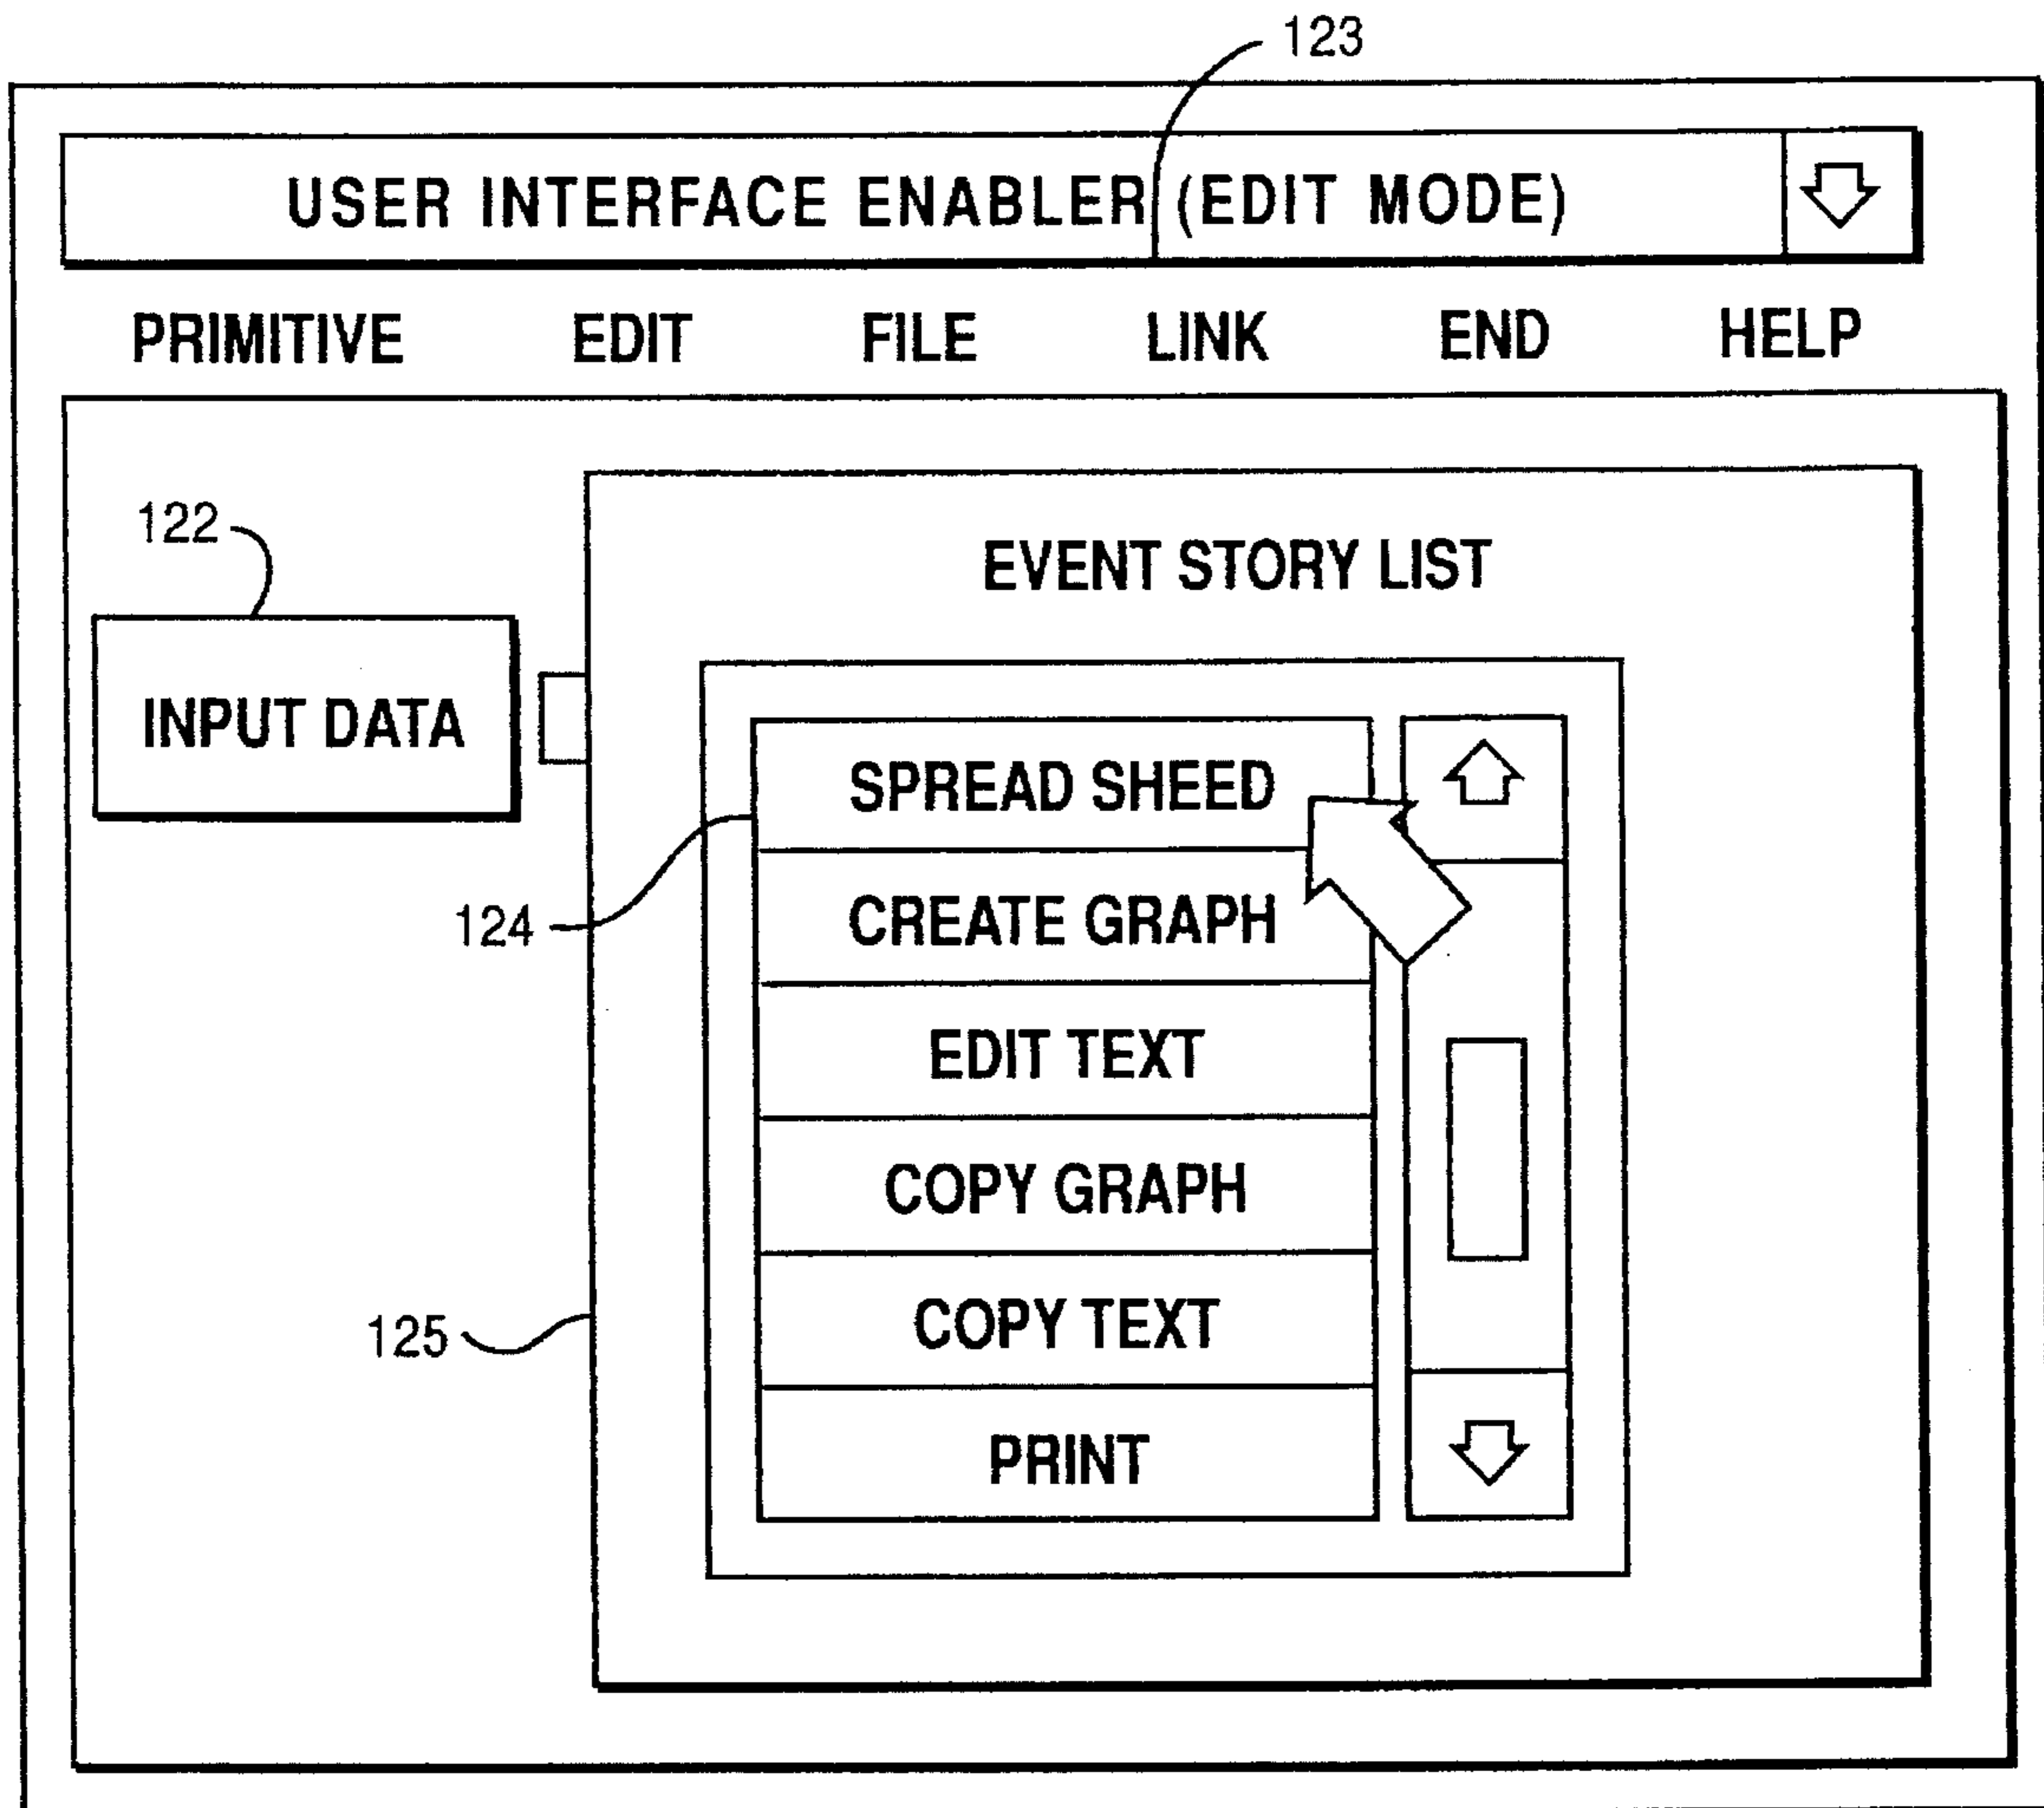 123
USER INTERFACE ENABLER (EDIT MODE)
PRIMITIVE EDIT FILE LINK END HELP
122
EVENT STORY LIST
INPUT DATA
SPREAD SHEED
124
CREATE GRAPH
EDIT TEXT
COPY GRAPH
125
COPY TEXT
PRINT